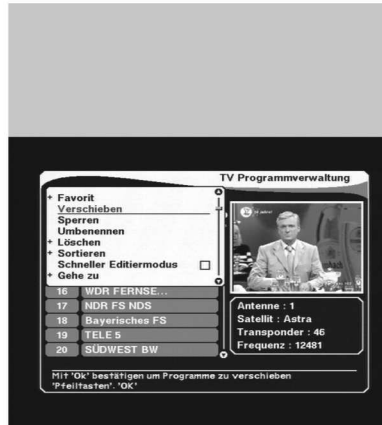 TV Programmverwaltung
+ Favorit
Verschieben
Sperren
Umbenennen
+ Löschen
+ Sortieren
Schneller Editiermodus
+ Gehe zu
16 WDR FERNSE...
17 NDR FS NDS
18 Bayerisches FS
19 TELE 5
20 SÜDWEST BW
Antenne : 1
Satellit : Astra
Transponder : 46
Frequenz : 12481
Mit 'Ok' bestätigen um Programme zu verschieben
'Pfeiltasten'. 'OK'